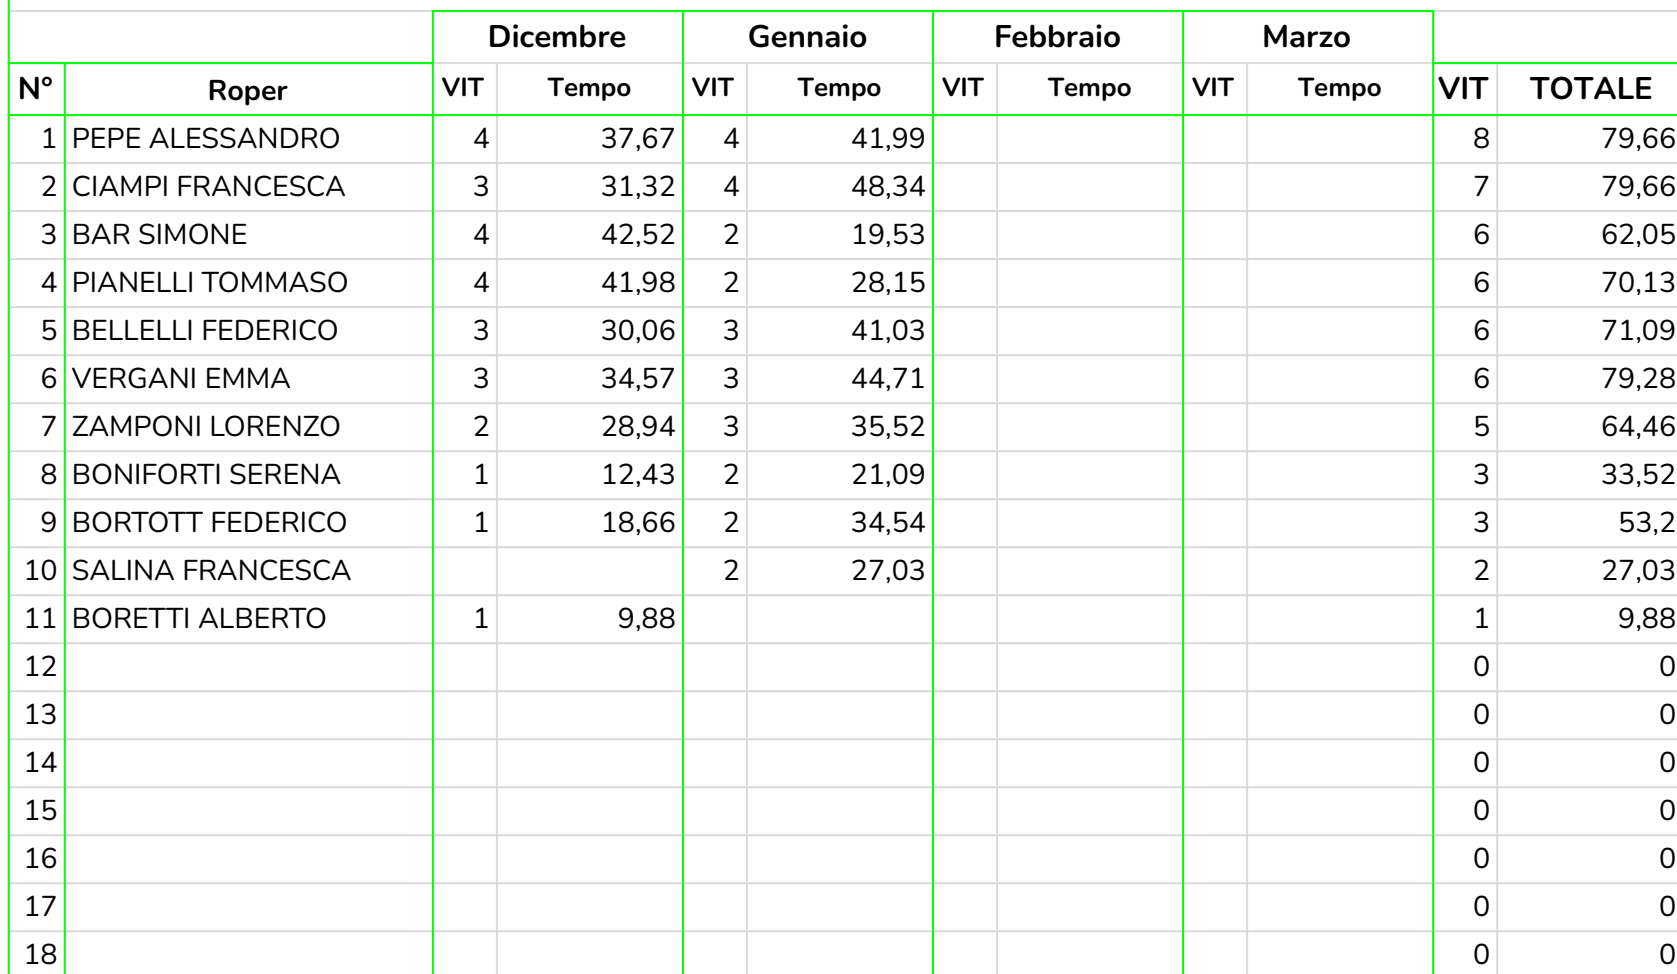 Dicembre Gennaio Febbraio Marzo
N° Roper VIT Tempo VIT Tempo VIT Tempo VIT Tempo VIT TOTALE
1 PEPE ALESSANDRO 4 37,67 4 41,99 8 79,66
2 CIAMPI FRANCESCA 3 31,32 4 48,34 7 79,66
3 BAR SIMONE 4 42,52 2 19,53 6 62,05
4 PIANELLI TOMMASO 4 41,98 2 28,15 6 70,13
5 BELLELLI FEDERICO 3 30,06 3 41,03 6 71,09
6 VERGANI EMMA 3 34,57 3 44,71 6 79,28
7 ZAMPONI LORENZO 2 28,94 3 35,52 5 64,46
8 BONIFORTI SERENA 1 12,43 2 21,09 3 33,52
9 BORTOTT FEDERICO 1 18,66 2 34,54 3 53,2
10 SALINA FRANCESCA 2 27,03 2 27,03
11 BORETTI ALBERTO 1 9,88 1 9,88
12 0 0
13 0 0
14 0 0
15 0 0
16 0 0
17 0 0
18 0 0